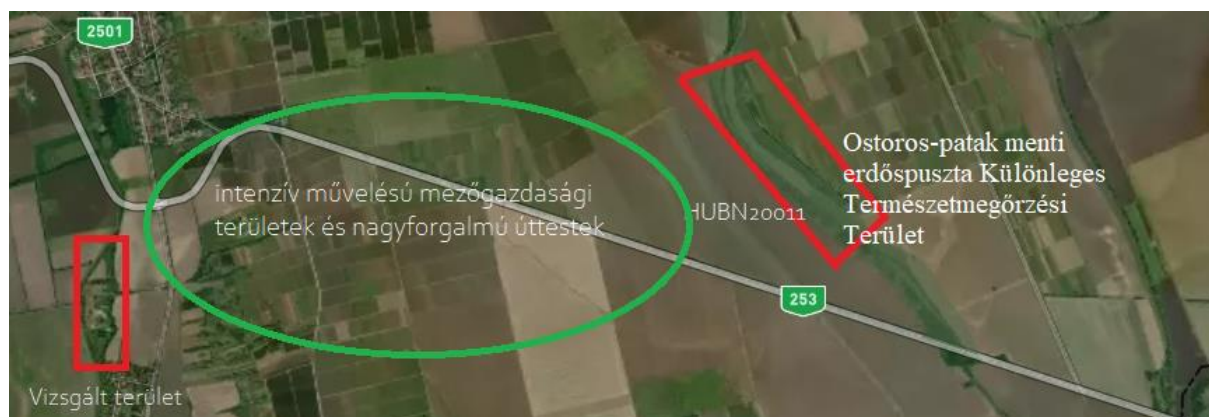 2501
intenzív művelésű mezőgazdasági
területek és nagyforgalmú úttestek
HUBN20011
Ostoros-patak menti
erdőspuszta Különleges
Természetmegőrzési
Terület
253
Vizsgált terület